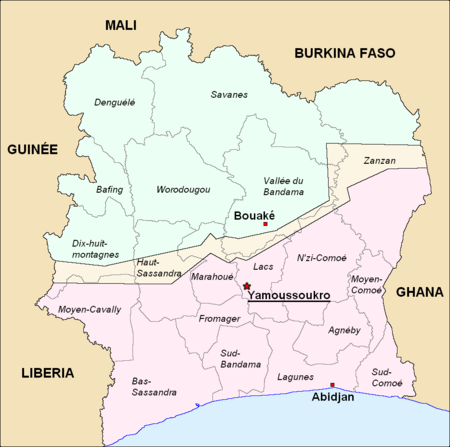 MALI
BURKINA FASO
Denguélé
Savanes
GUINÉE
Zanzan
Bafing
Worodougou
Vallée du
Bandama
Bouaké
Dix-huit-
montagnes
Haut-
Sassandra
Marahoué
Lacs
N'zi-Comoé
Moyen-
Comoé
GHANA
Yamoussoukro
Moyen-Cavally
Fromager
Agnéby
Sud-
Bandama
LIBERIA
Bas-
Sassandra
Lagunes
Sud-
Comoé
Abidjan